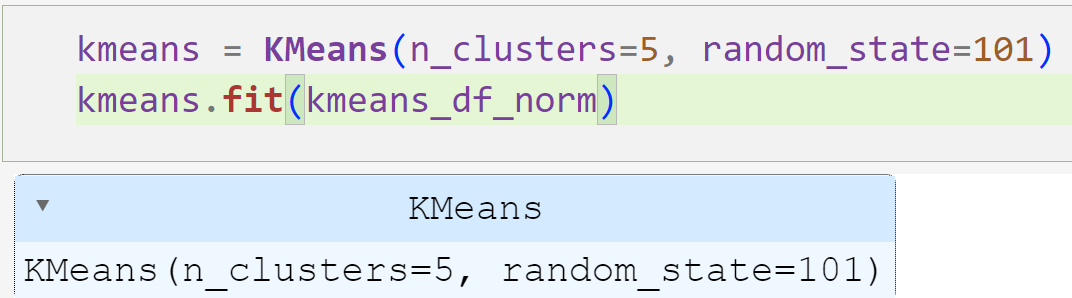 kmeans = KMeans(n_clusters=5, random_state=101)
kmeans.fit(kmeans_df_norm)
KMeans
KMeans(n_clusters=5, random_state=101)